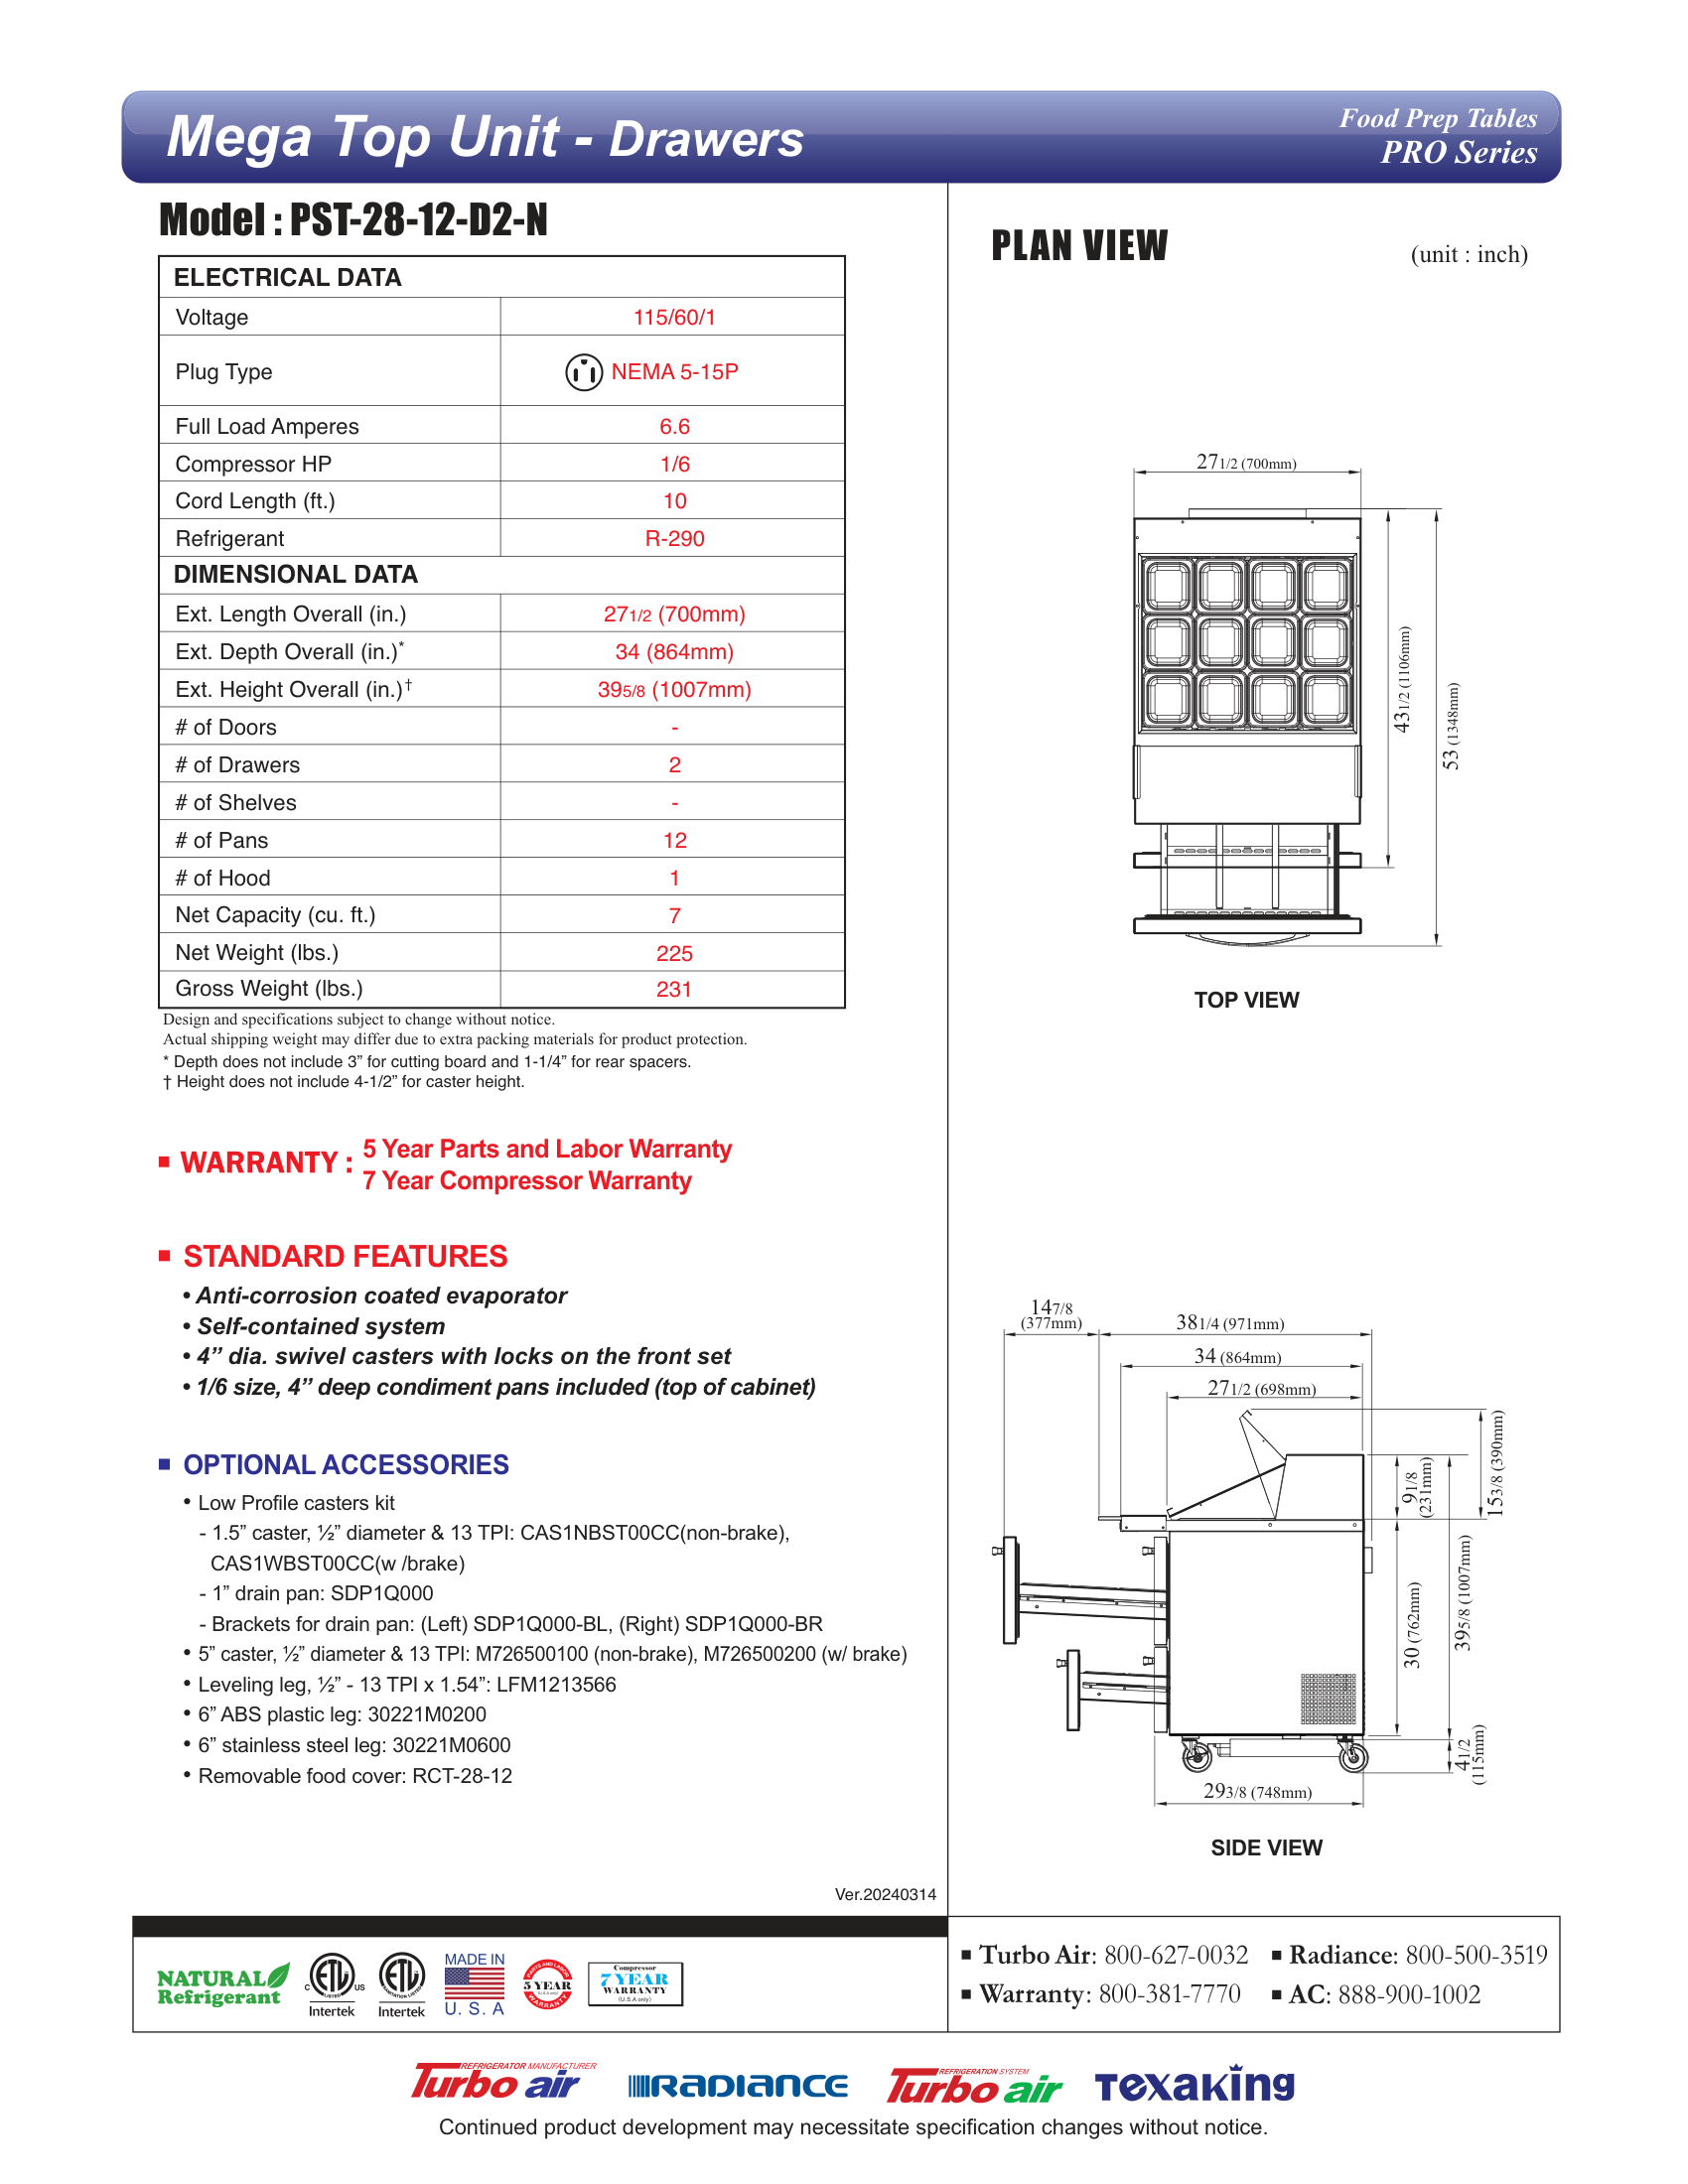 Mega Top Unit - Drawers
Food Prep Tables
PRO Series
Model : PST-28-12-D2-N
ELECTRICAL DATA
Voltage 115/60/1
Plug Type NEMA 5-15P
Full Load Amperes 6.6
Compressor HP 1/6
Cord Length (ft.) 10
Refrigerant R-290
DIMENSIONAL DATA
Ext. Length Overall (in.) 27 1/2 (700mm)
Ext. Depth Overall (in.)* 34 (864mm)
Ext. Height Overall (in.)† 39 5/8 (1007mm)
# of Doors -
# of Drawers 2
# of Shelves -
# of Pans 12
# of Hood 1
Net Capacity (cu. ft.) 7
Net Weight (lbs.) 225
Gross Weight (lbs.) 231
Design and specifications subject to change without notice.
Actual shipping weight may differ due to extra packing materials for product protection.
* Depth does not include 3” for cutting board and 1-1/4” for rear spacers.
† Height does not include 4-1/2” for caster height.
■ WARRANTY : 5 Year Parts and Labor Warranty
7 Year Compressor Warranty
■ STANDARD FEATURES
• Anti-corrosion coated evaporator
• Self-contained system
• 4” dia. swivel casters with locks on the front set
• 1/6 size, 4” deep condiment pans included (top of cabinet)
■ OPTIONAL ACCESSORIES
• Low Profile casters kit
- 1.5” caster, ½” diameter & 13 TPI: CAS1NBST00CC(non-brake),
CAS1WBST00CC(w /brake)
- 1” drain pan: SDP1Q000
- Brackets for drain pan: (Left) SDP1Q000-BL, (Right) SDP1Q000-BR
• 5” caster, ½” diameter & 13 TPI: M726500100 (non-brake), M726500200 (w/ brake)
• Leveling leg, ½” - 13 TPI x 1.54”: LFM1213566
• 6” ABS plastic leg: 30221M0200
• 6” stainless steel leg: 30221M0600
• Removable food cover: RCT-28-12
Ver.20240314
PLAN VIEW
(unit : inch)
27 1/2 (700mm)
43 1/2 (1106mm)
53 (1348mm)
TOP VIEW
14 7/8
(377mm)
38 1/4 (971mm)
34 (864mm)
27 1/2 (698mm)
9 1/8
(231mm)
15 3/8 (390mm)
30 (762mm)
39 5/8 (1007mm)
4 1/2
(115mm)
29 3/8 (748mm)
SIDE VIEW
NATURAL
Refrigerant
C ETL US
LISTED
Intertek
ETL
SANITATION LISTED
Intertek
MADE IN
U. S. A
PARTS AND LABOR
5 YEAR
(U.S.A only)
WARRANTY
Compressor
7 YEAR
WARRANTY
(U.S.A only)
■ Turbo Air: 800-627-0032 ■ Radiance: 800-500-3519
■ Warranty: 800-381-7770 ■ AC: 888-900-1002
REFRIGERATOR MANUFACTURER
Turbo air
RADIANCE
REFRIGERATION SYSTEM
Turbo air
Texaking
Continued product development may necessitate specification changes without notice.